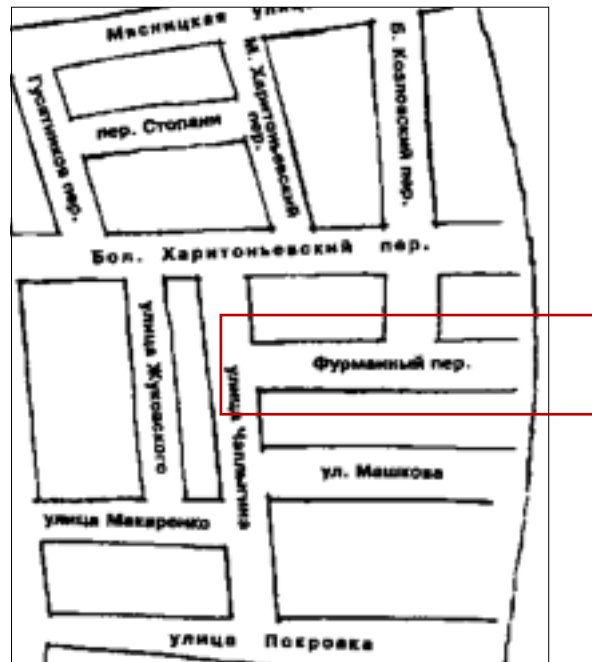 Мясницкая ули
Гусятников пер.
пер. Стопани
М. Харитоньевский
пер.
Б. Козловский пер.
Бол. Харитоньевский пер.
улица Жуковского
улица Чаплыгина
Фурманный пер.
ул. Машкова
улица Макаренко
улица Покровка